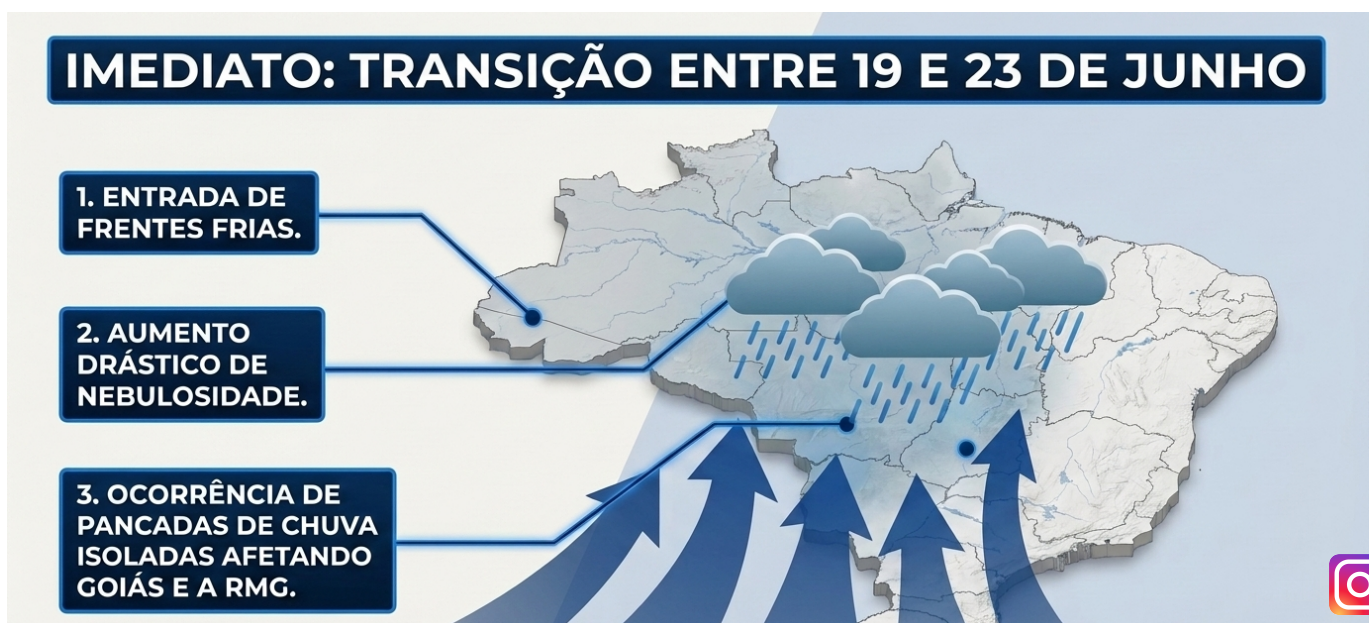 IMEDIATO: TRANSIÇÃO ENTRE 19 E 23 DE JUNHO
1. ENTRADA DE
FRENTES FRIAS.
2. AUMENTO
DRÁSTICO DE
NEBULOSIDADE.
3. OCORRÊNCIA DE
PANCADAS DE CHUVA
ISOLADAS AFETANDO
GOIÁS E A RMG.